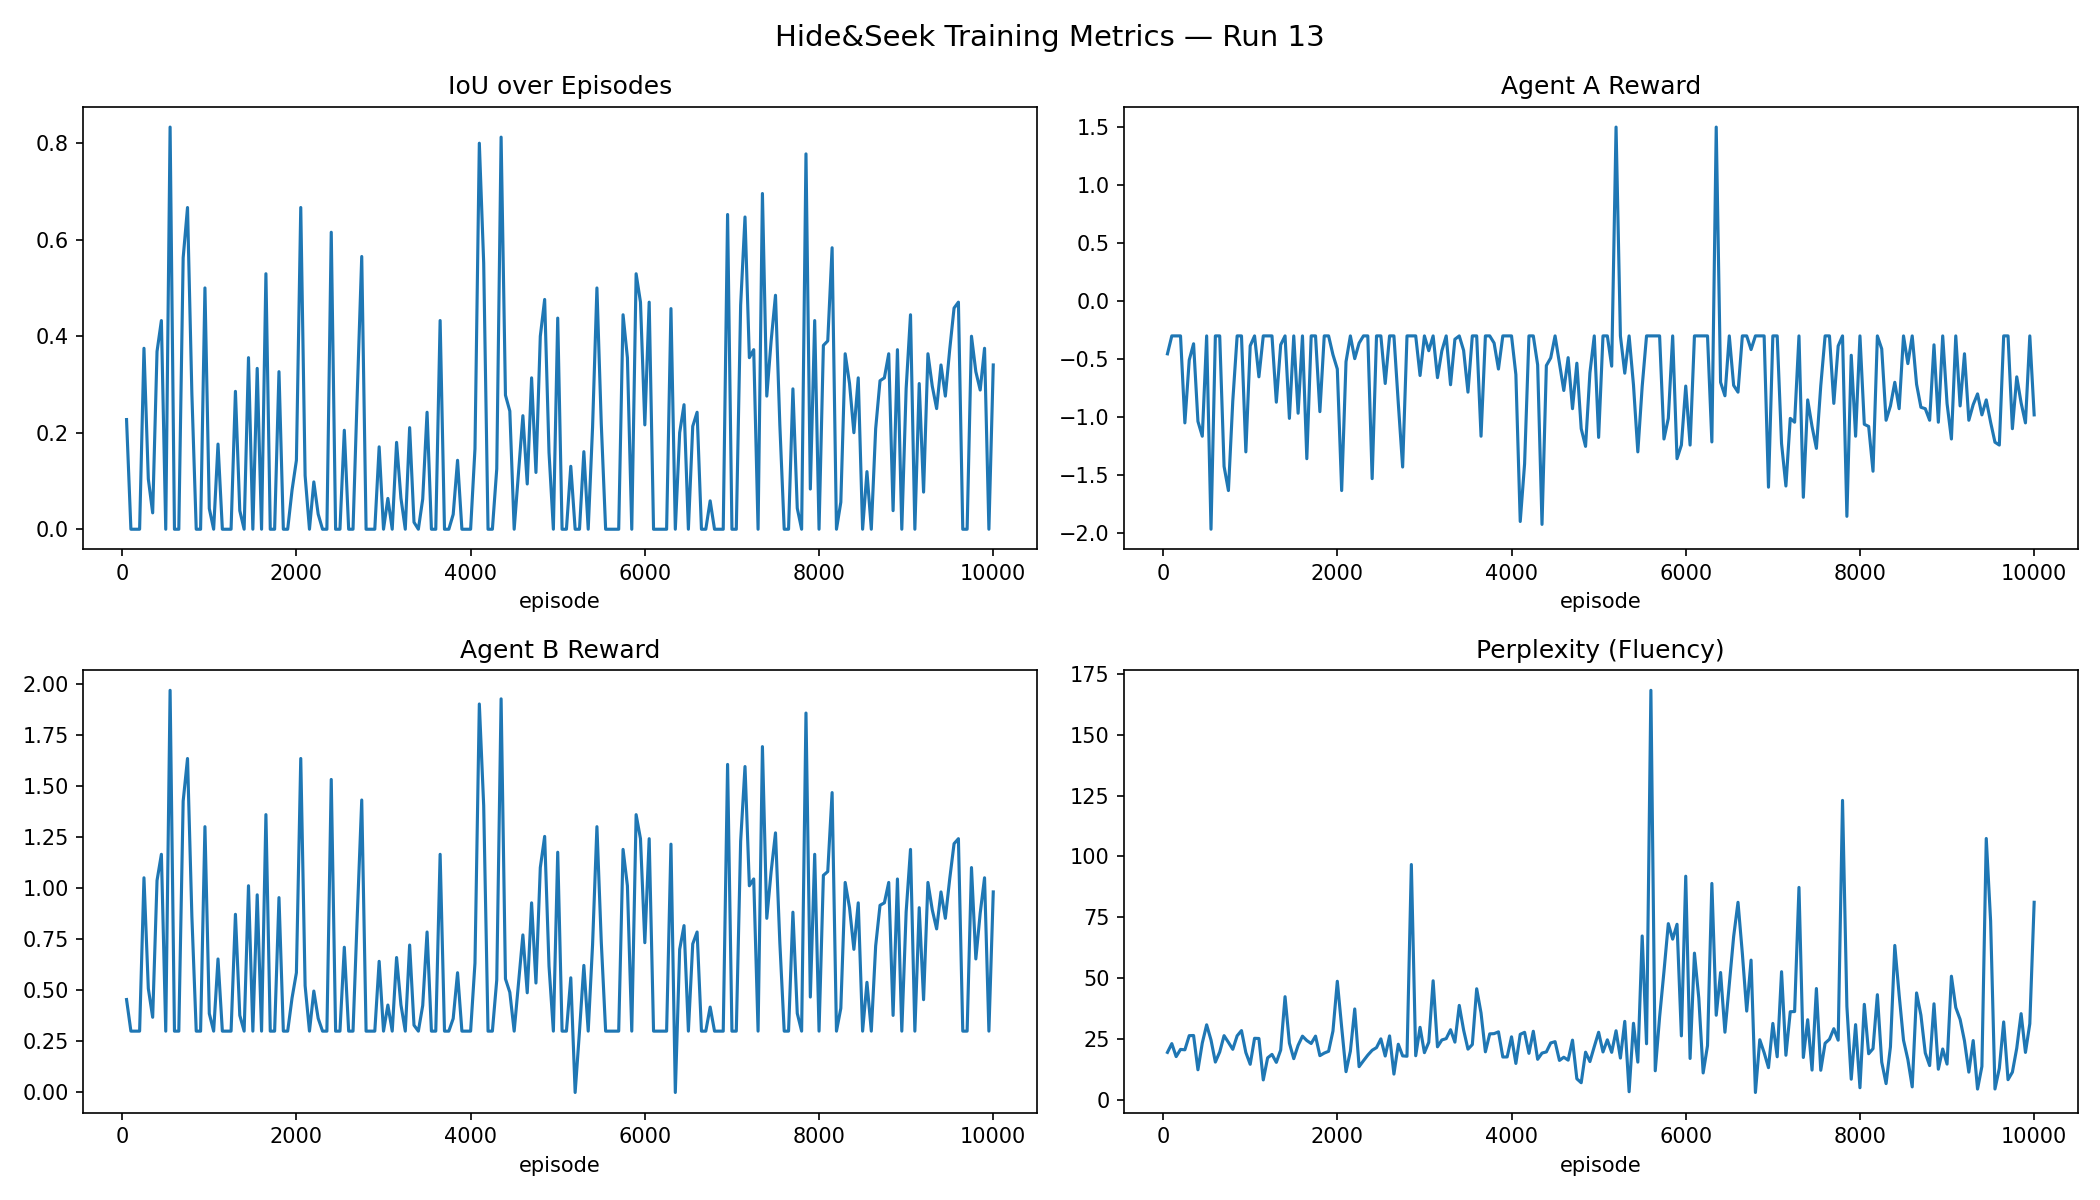 Hide&Seek Training Metrics — Run 13
IoU over Episodes
0.8
0.6
0.4
0.2
0.0
0 2000 4000 6000 8000 10000
episode
Agent A Reward
1.5
1.0
0.5
0.0
−0.5
−1.0
−1.5
−2.0
0 2000 4000 6000 8000 10000
episode
Agent B Reward
2.00
1.75
1.50
1.25
1.00
0.75
0.50
0.25
0.00
0 2000 4000 6000 8000 10000
episode
Perplexity (Fluency)
175
150
125
100
75
50
25
0
0 2000 4000 6000 8000 10000
episode